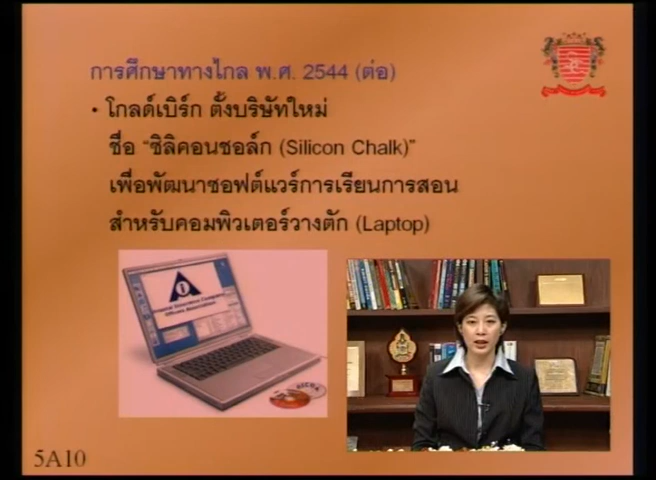 การศึกษาทางไกล พ.ศ. 2544 (ต่อ)
• โกลด์เบิร์ก ตั้งบริษัทใหม่
ชื่อ “ซิลิคอนชอล์ก (Silicon Chalk)”
เพื่อพัฒนาซอฟต์แวร์การเรียนการสอน
สำหรับคอมพิวเตอร์วางตัก (Laptop)
5A10